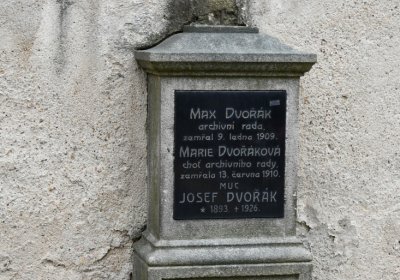 MAX DVOŘÁK
archivní rada,
zemřel 9. ledna 1909.
MARIE DVOŘÁKOVÁ
choť archivního rady,
zemřela 13. června 1910.
MUC
JOSEF DVOŘÁK
* 1893 + 1926.